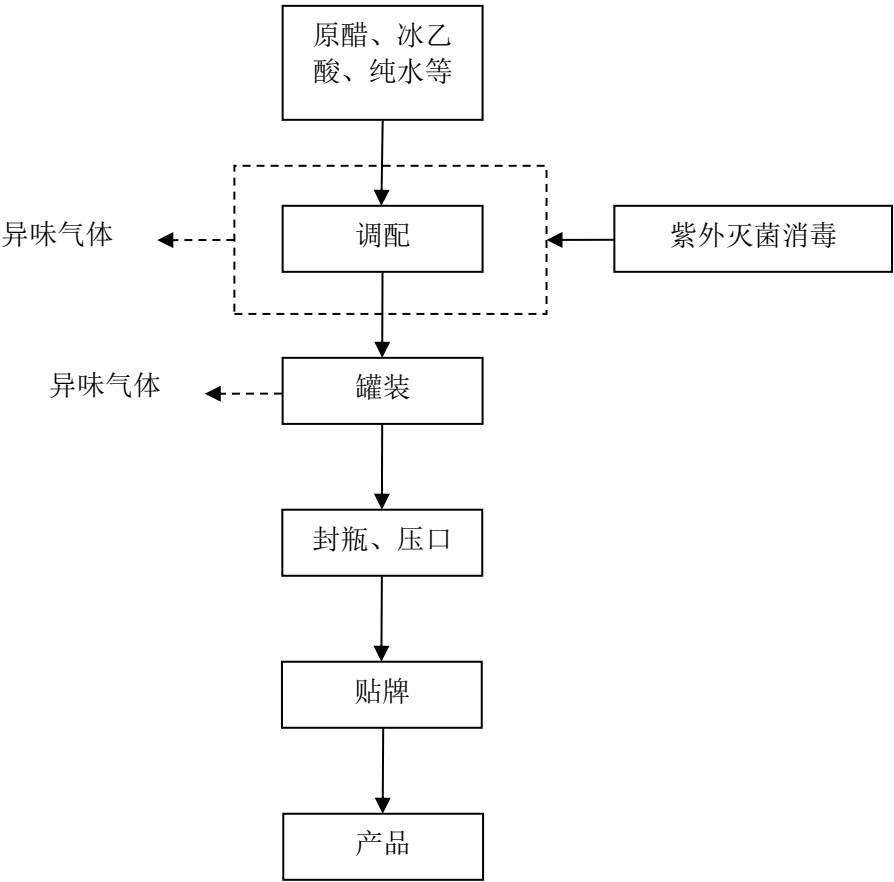 原醋、冰乙
酸、纯水等
异味气体
调配
紫外灭菌消毒
异味气体
罐装
封瓶、压口
贴牌
产品